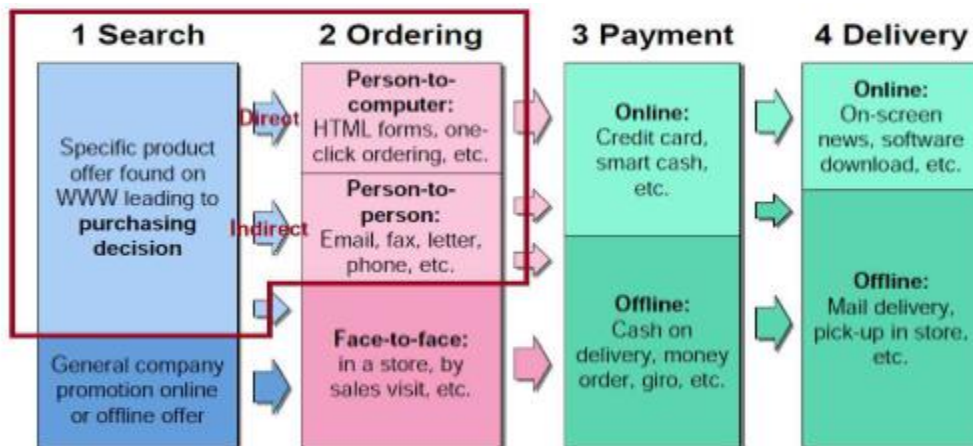 1 Search
2 Ordering
3 Payment
4 Delivery
Specific product
offer found on
WWW leading to
purchasing
decision
General company
promotion online
or offline offer
Direct
Indirect
Person-to-
computer:
HTML forms, one-
click ordering, etc.
Person-to-
person:
Email, fax, letter,
phone, etc.
Face-to-face:
in a store, by
sales visit, etc.
Online:
Credit card,
smart cash,
etc.
Offline:
Cash on
delivery, money
order, giro, etc.
Online:
On-screen
news, software
download, etc.
Offline:
Mail delivery,
pick-up in store,
etc.